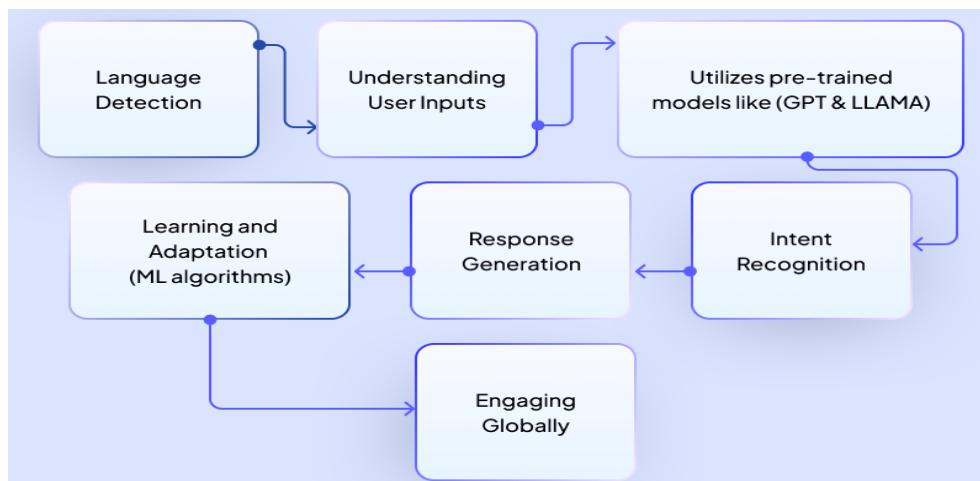 Language
Detection
Understanding
User Inputs
Utilizes pre-trained
models like (GPT & LLAMA)
Intent
Recognition
Response
Generation
Learning and
Adaptation
(ML algorithms)
Engaging
Globally